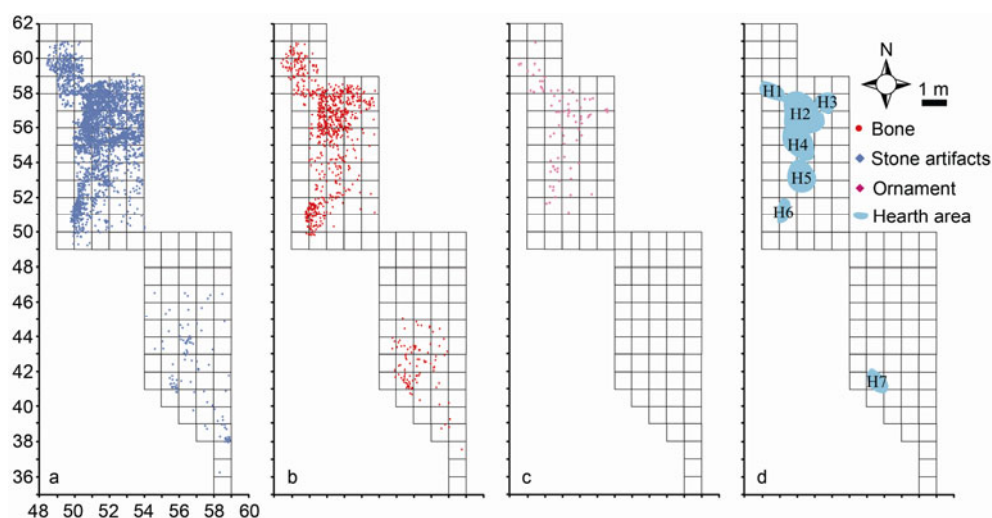 62
60
58
56
54
52
50
48
46
44
42
40
38
36
48 50 52 54 56 58 60
a
b
c
d
H1
H2
H3
H4
H5
H6
H7
N
1 m
Bone
Stone artifacts
Ornament
Hearth area